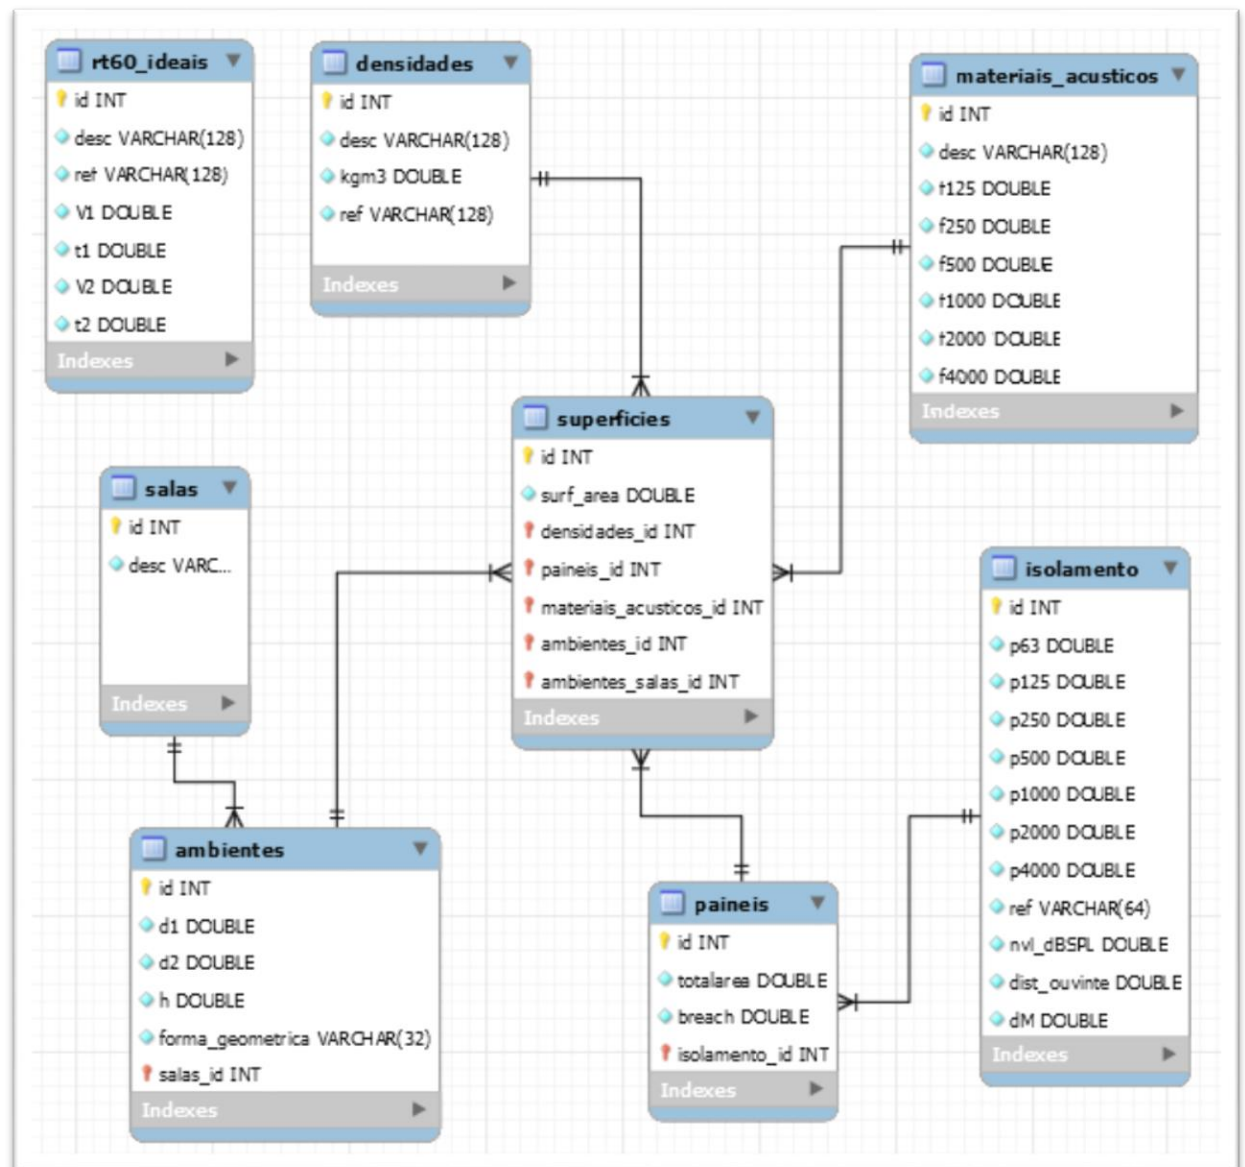 rt60_ideais
id INT
desc VARCHAR(128)
ref VARCHAR(128)
V1 DOUBLE
t1 DOUBLE
V2 DOUBLE
t2 DOUBLE
Indexes
densidades
id INT
desc VARCHAR(128)
kgm3 DOUBLE
ref VARCHAR(128)
Indexes
materiais_acusticos
id INT
desc VARCHAR(128)
f125 DOUBLE
f250 DOUBLE
f500 DOUBLE
f1000 DOUBLE
f2000 DOUBLE
f4000 DOUBLE
Indexes
superficies
id INT
surf_area DOUBLE
densidades_id INT
paineis_id INT
materiais_acusticos_id INT
ambientes_id INT
ambientes_salas_id INT
Indexes
salas
id INT
desc VARC...
Indexes
isolamento
id INT
p63 DOUBLE
p125 DOUBLE
p250 DOUBLE
p500 DOUBLE
p1000 DOUBLE
p2000 DOUBLE
p4000 DOUBLE
ref VARCHAR(64)
nvl_dBSPL DOUBLE
dist_ouvinte DOUBLE
dM DOUBLE
Indexes
ambientes
id INT
d1 DOUBLE
d2 DOUBLE
h DOUBLE
forma_geometrica VARCHAR(32)
salas_id INT
Indexes
paineis
id INT
totalarea DOUBLE
breach DOUBLE
isolamento_id INT
Indexes